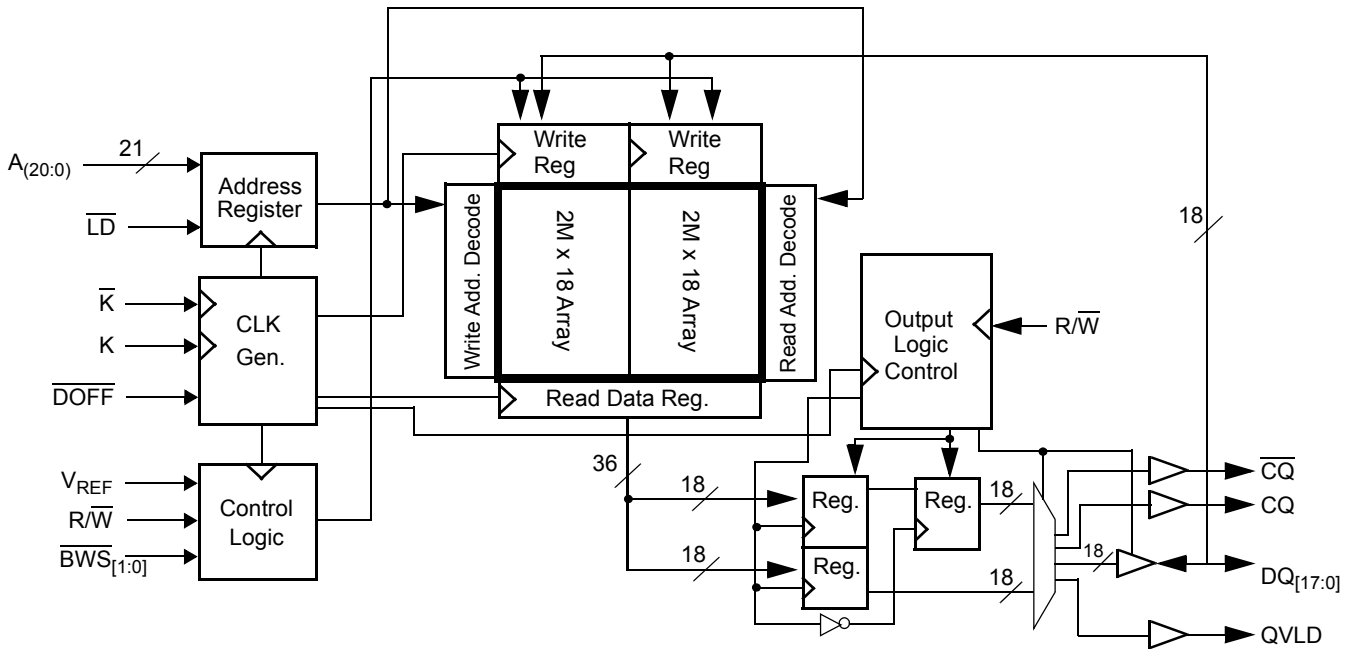 A(20:0)
21
LD
Address
Register
K
K
DOFF
CLK
Gen.
VREF
R/W
BWS[1:0]
Control
Logic
Write
Reg
Write
Reg
Write Add. Decode
2M x 18 Array
2M x 18 Array
Read Add. Decode
Read Data Reg.
36
18
18
Output
Logic
Control
R/W
18
Reg.
Reg.
Reg.
18
18
18
CQ
CQ
DQ[17:0]
QVLD